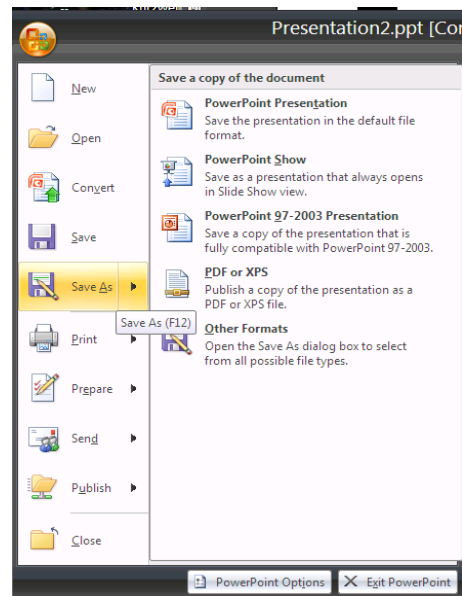 Presentation2.ppt [Cor
Save a copy of the document
New
Open
Convert
Save
Save As
Print
Prepare
Send
Publish
Close
PowerPoint Presentation
Save the presentation in the default file
format.
PowerPoint Show
Save as a presentation that always opens
in Slide Show view.
PowerPoint 97-2003 Presentation
Save a copy of the presentation that is
fully compatible with PowerPoint 97-2003.
PDF or XPS
Publish a copy of the presentation as a
PDF or XPS file.
Save As (F12)
Other Formats
Open the Save As dialog box to select
from all possible file types.
PowerPoint Options
Exit PowerPoint